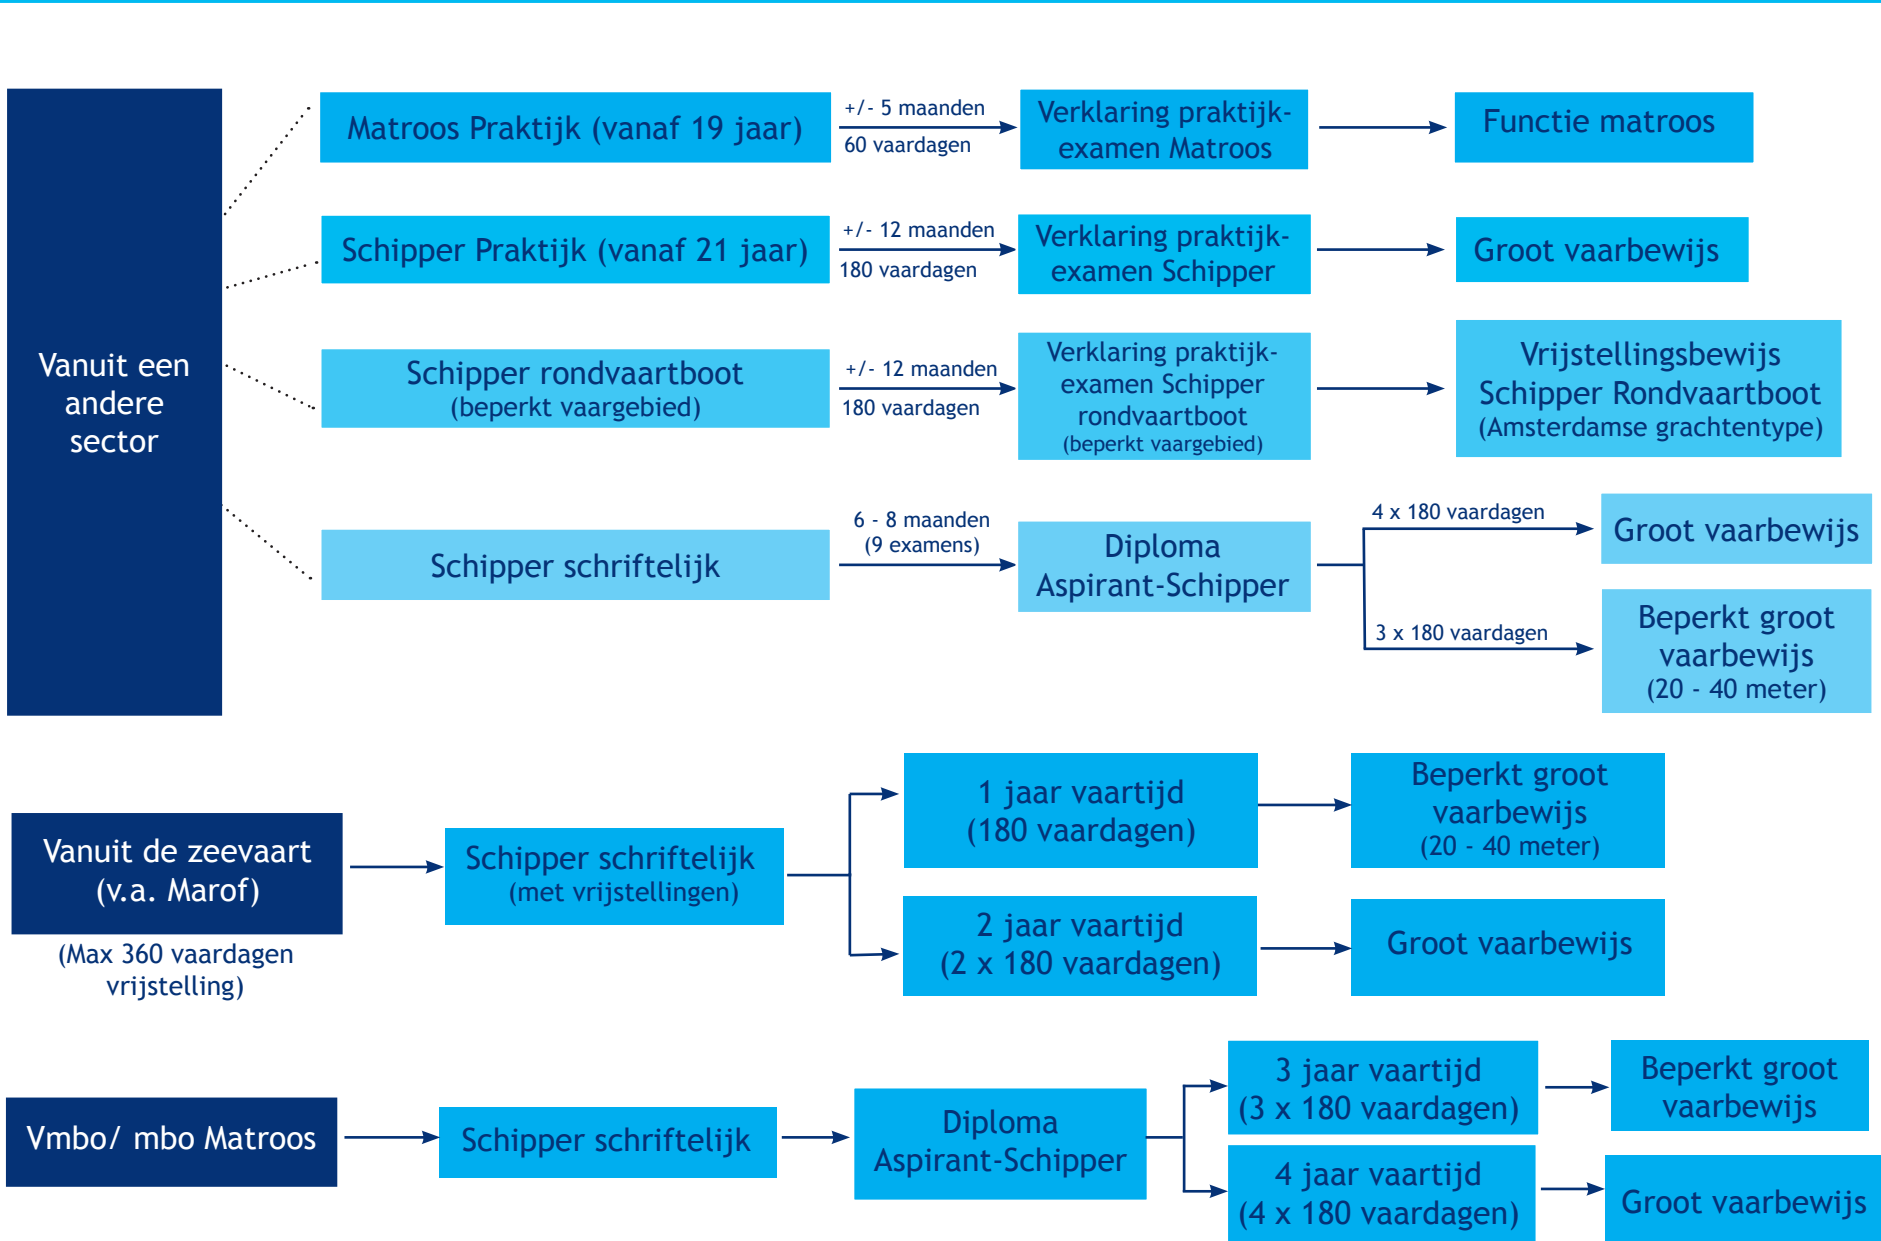 Vanuit een
andere
sector
Matroos Praktijk (vanaf 19 jaar)
+/- 5 maanden
60 vaardagen
Verklaring praktijk-
examen Matroos
Functie matroos
Schipper Praktijk (vanaf 21 jaar)
+/- 12 maanden
180 vaardagen
Verklaring praktijk-
examen Schipper
Groot vaarbewijs
Schipper rondvaartboot
(beperkt vaargebied)
+/- 12 maanden
180 vaardagen
Verklaring praktijk-
examen Schipper
rondvaartboot
(beperkt vaargebied)
Vrijstellingsbewijs
Schipper Rondvaartboot
(Amsterdamse grachtentype)
Schipper schriftelijk
6 - 8 maanden
(9 examens)
Diploma
Aspirant-Schipper
4 x 180 vaardagen
Groot vaarbewijs
3 x 180 vaardagen
Beperkt groot
vaarbewijs
(20 - 40 meter)
Vanuit de zeevaart
(v.a. Marof)
(Max 360 vaardagen
vrijstelling)
Schipper schriftelijk
(met vrijstellingen)
1 jaar vaartijd
(180 vaardagen)
Beperkt groot
vaarbewijs
(20 - 40 meter)
2 jaar vaartijd
(2 x 180 vaardagen)
Groot vaarbewijs
Vmbo/ mbo Matroos
Schipper schriftelijk
Diploma
Aspirant-Schipper
3 jaar vaartijd
(3 x 180 vaardagen)
Beperkt groot
vaarbewijs
4 jaar vaartijd
(4 x 180 vaardagen)
Groot vaarbewijs